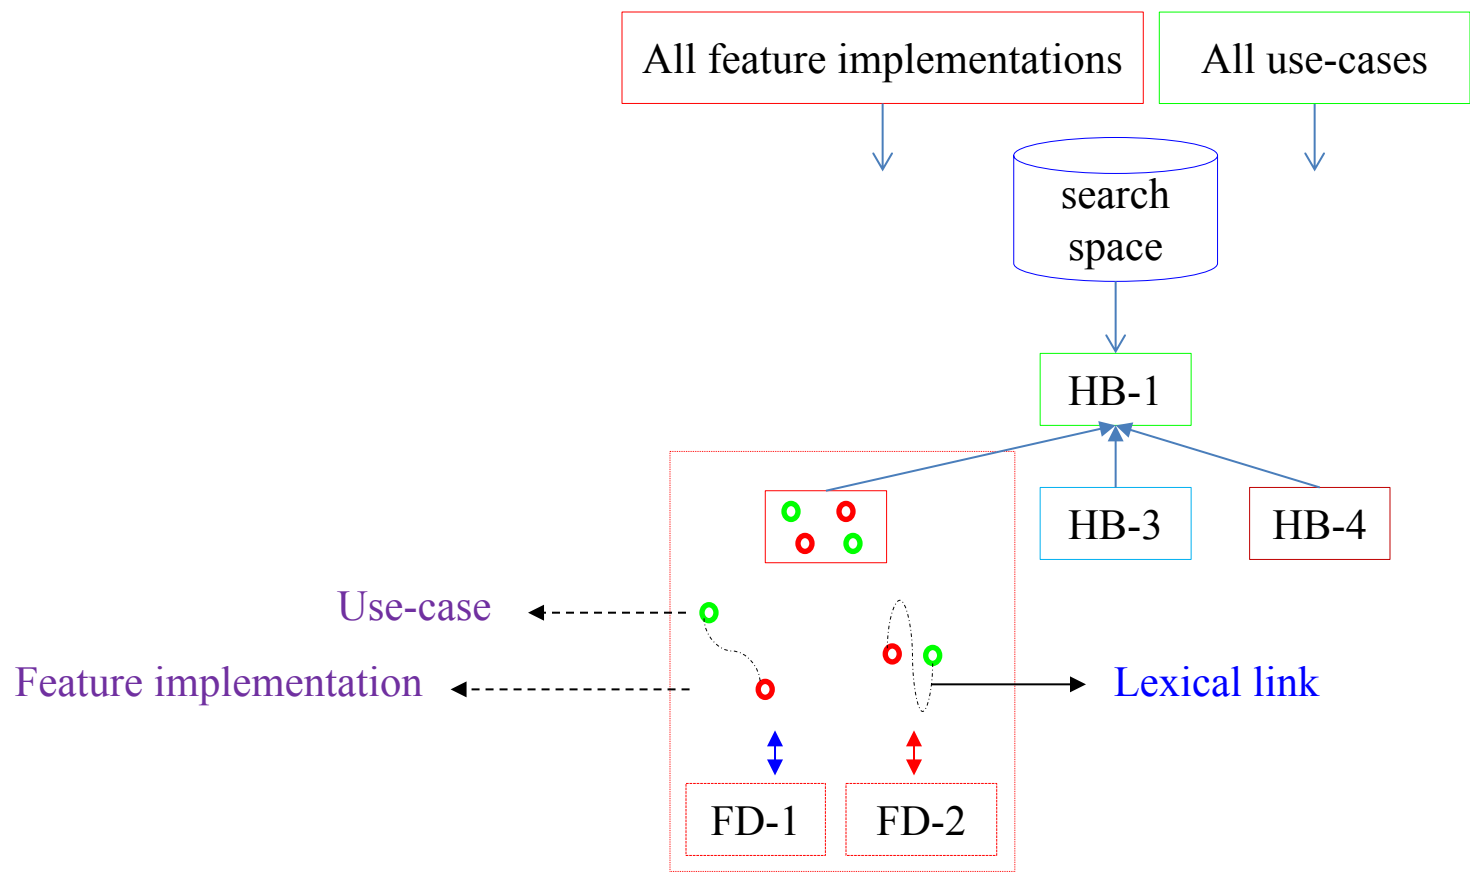 All feature implementations
All use-cases
search
space
HB-1
HB-3
HB-4
Use-case
Feature implementation
Lexical link
FD-1
FD-2